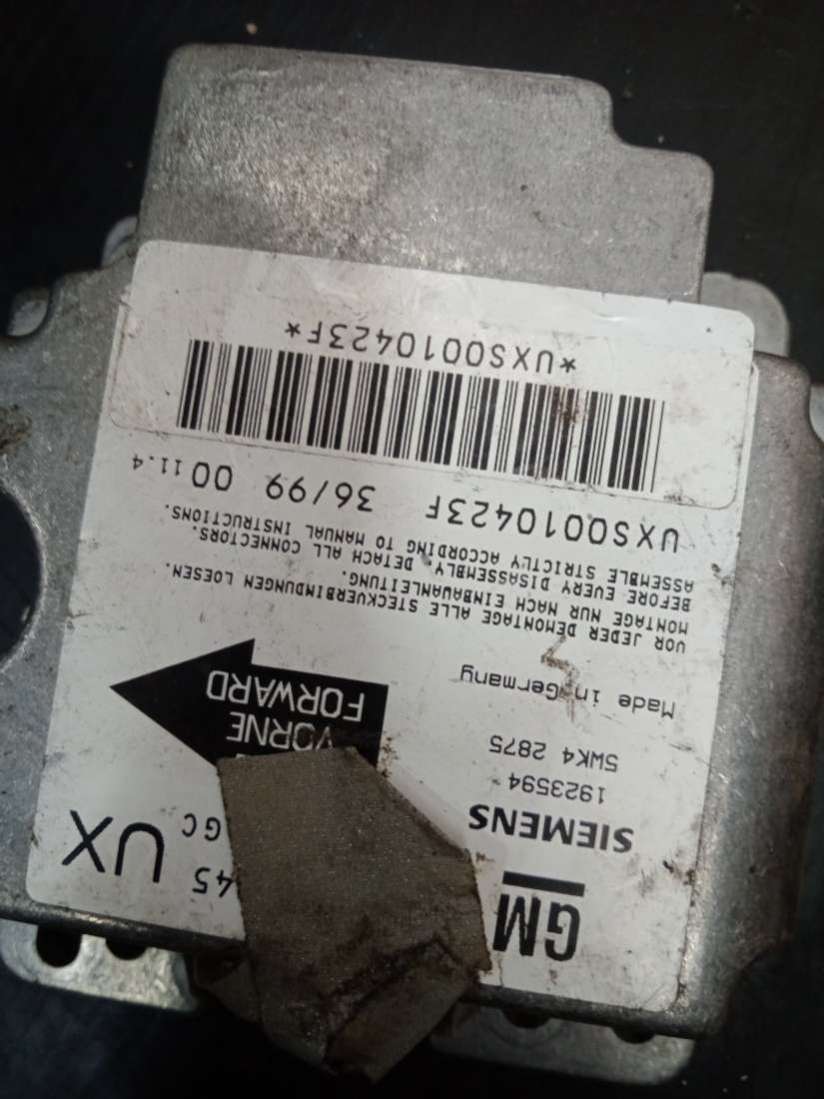 GM
45
SIEMENS
GC
UX
1923594
5WK4 2875
VORNE
FORWARD
Made in Germany
VOR JEDER DEMONTAGE ALLE STECKVERBINDUNGEN LOESEN.
MONTAGE NUR NACH EINBAUANLEITUNG.
BEFORE EVERY DISASSEMBLY, DETACH ALL CONNECTORS.
ASSEMBLE STRICTLY ACCORDING TO MANUAL INSTRUCTIONS.
UXS0010423F 36/99 00 11.4
*UXS0010423F*